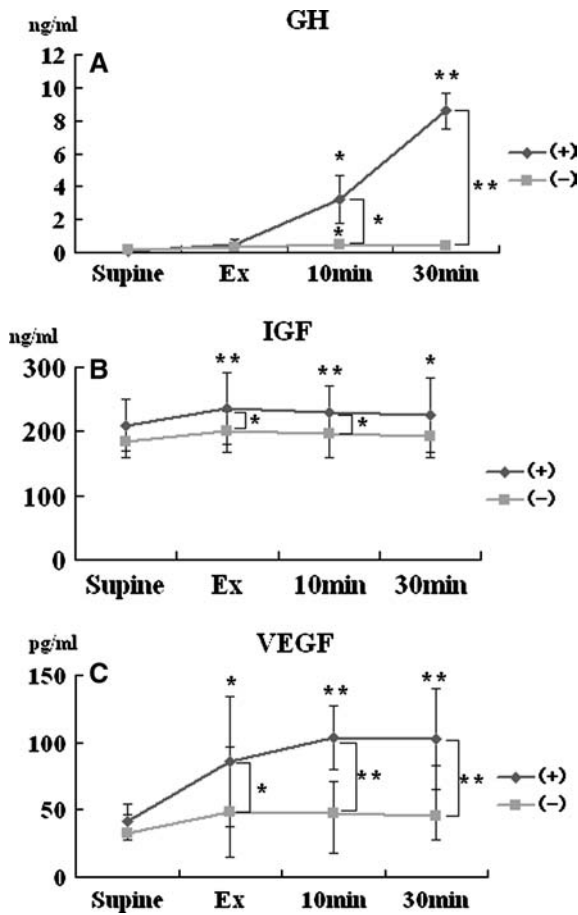 GH
ng/ml
A
12
10
8
6
4
2
0
**
*
*
*
**
(+)
(−)
Supine Ex 10min 30min
IGF
ng/ml
B
300
200
100
0
** ** *
* *
(+)
(−)
Supine Ex 10min 30min
VEGF
pg/ml
C
150
100
50
0
* ** **
* ** **
(+)
(−)
Supine Ex 10min 30min